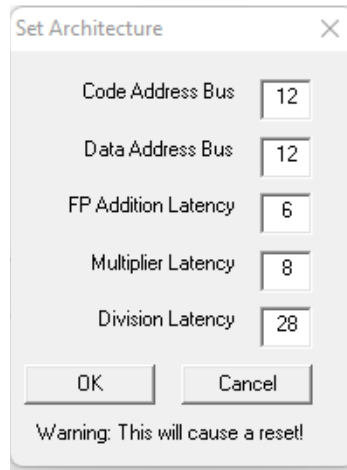 Set Architecture
Code Address Bus 12
Data Address Bus 12
FP Addition Latency 6
Multiplier Latency 8
Division Latency 28
OK Cancel
Warning: This will cause a reset!